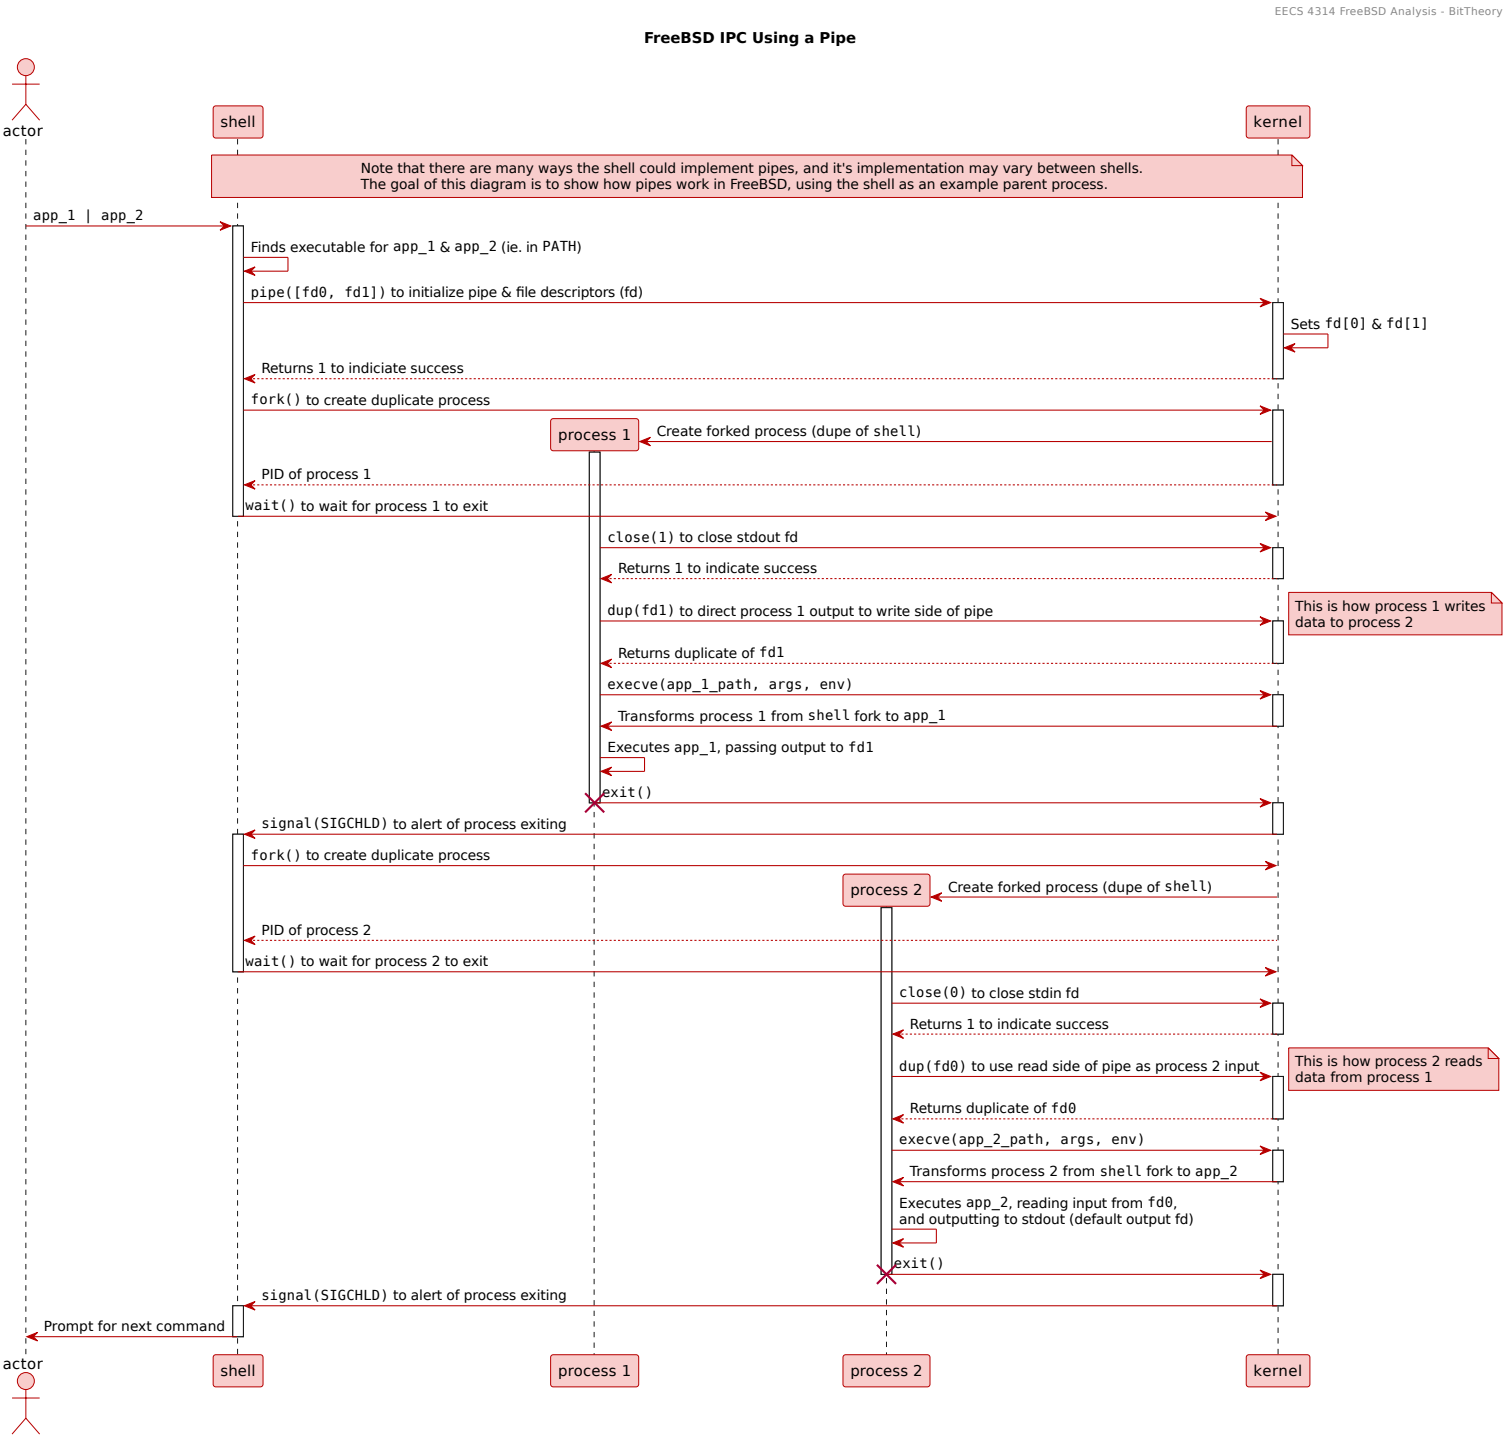 EECS 4314 FreeBSD Analysis - BitTheory
FreeBSD IPC Using a Pipe
actor
shell
kernel
Note that there are many ways the shell could implement pipes, and it's implementation may vary between shells.
The goal of this diagram is to show how pipes work in FreeBSD, using the shell as an example parent process.
app_1 | app_2
Finds executable for app_1 & app_2 (ie. in PATH)
pipe([fd0, fd1]) to initialize pipe & file descriptors (fd)
Sets fd[0] & fd[1]
Returns 1 to indiciate success
fork() to create duplicate process
process 1
Create forked process (dupe of shell)
PID of process 1
wait() to wait for process 1 to exit
close(1) to close stdout fd
Returns 1 to indicate success
This is how process 1 writes
data to process 2
dup(fd1) to direct process 1 output to write side of pipe
Returns duplicate of fd1
execve(app_1_path, args, env)
Transforms process 1 from shell fork to app_1
Executes app_1, passing output to fd1
exit()
signal(SIGCHLD) to alert of process exiting
fork() to create duplicate process
process 2
Create forked process (dupe of shell)
PID of process 2
wait() to wait for process 2 to exit
close(0) to close stdin fd
Returns 1 to indicate success
This is how process 2 reads
data from process 1
dup(fd0) to use read side of pipe as process 2 input
Returns duplicate of fd0
execve(app_2_path, args, env)
Transforms process 2 from shell fork to app_2
Executes app_2, reading input from fd0,
and outputting to stdout (default output fd)
exit()
signal(SIGCHLD) to alert of process exiting
Prompt for next command
actor
shell
process 1
process 2
kernel